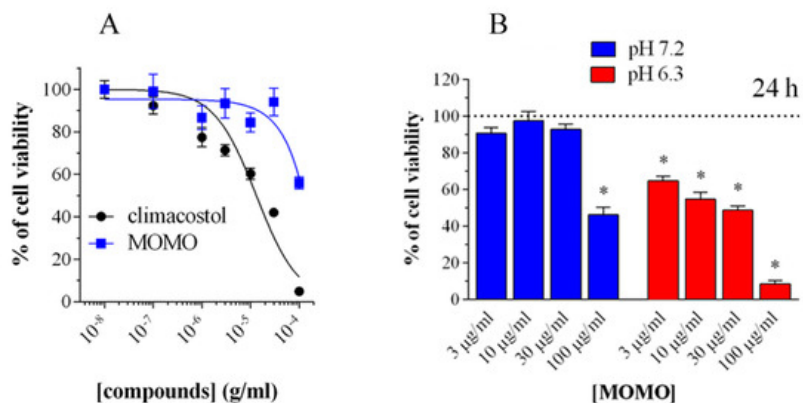 A
% of cell viability
120
100
80
60
40
20
0
climacostol
MOMO
10-8
10-7
10-6
10-5
10-4
[compounds] (g/ml)
B
pH 7.2
pH 6.3
24 h
% of cell viability
120
100
80
60
40
20
0
*
*
*
*
*
3 µg/ml
10 µg/ml
30 µg/ml
100 µg/ml
3 µg/ml
10 µg/ml
30 µg/ml
100 µg/ml
[MOMO]